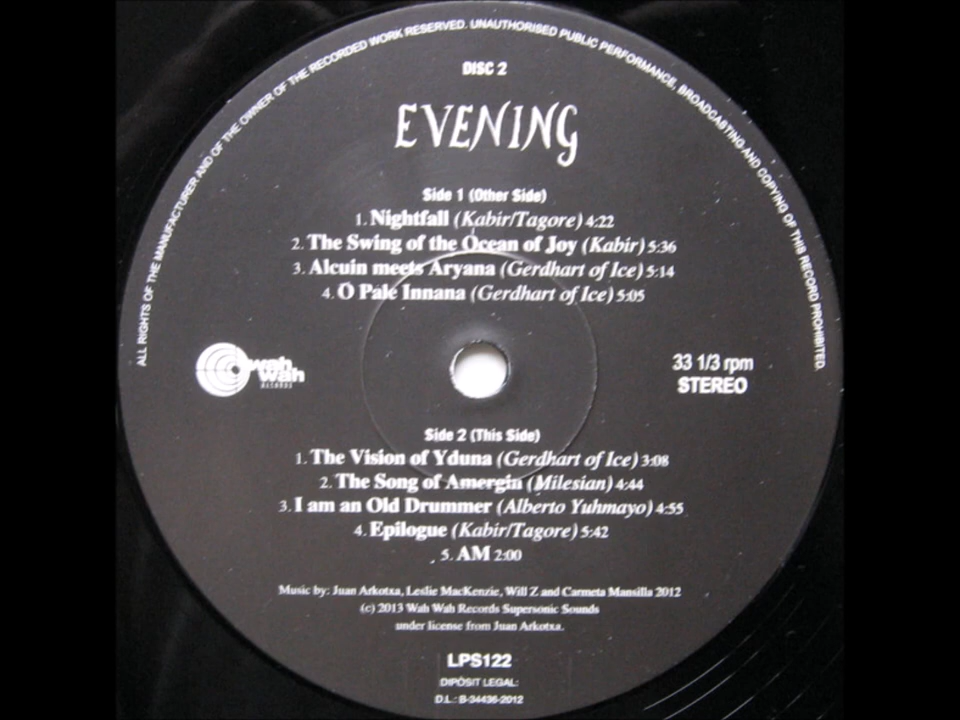 ALL RIGHTS OF THE MANUFACTURER AND OF THE OWNER OF THE RECORDED WORK RESERVED. UNAUTHORISED PUBLIC PERFORMANCE, BROADCASTING AND COPYING OF THIS RECORD PROHIBITED.
DISC 2
EVENING
Side 1 (Other Side)
1. Nightfall (Kabir/Tagore) 4:22
2. The Swing of the Ocean of Joy (Kabir) 5:36
3. Alcuin meets Aryana (Gerdhart of Ice) 5:14
4. O Pale Innana (Gerdhart of Ice) 5:05
wah
wah
RECORDS
33 1/3 rpm
STEREO
Side 2 (This Side)
1. The Vision of Yduna (Gerdhart of Ice) 3:08
2. The Song of Amergin (Milesian) 4:44
3. I am an Old Drummer (Alberto Yuhmayo) 4:55
4. Epilogue (Kabir/Tagore) 5:42
5. AM 2:00
Music by: Juan Arkotxa, Leslie MacKenzie, Will Z and Carmeta Mansilla 2012
(c) 2013 Wah Wah Records Supersonic Sounds
under license from Juan Arkotxa.
LPS122
DIPÒSIT LEGAL:
D.L.: B-34436-2012